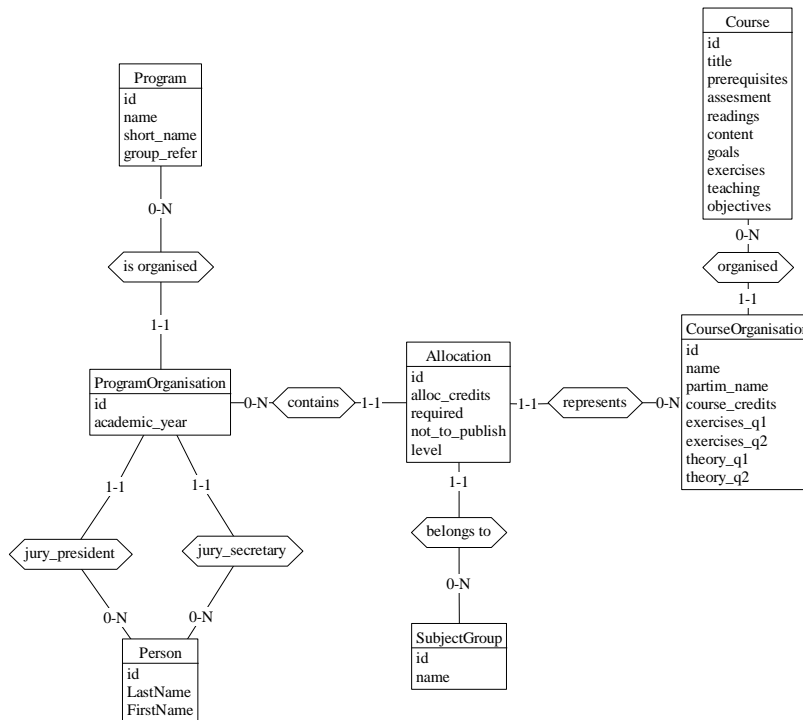 Course
id
title
prerequisites
assesment
readings
content
goals
exercises
teaching
objectives
Program
id
name
short_name
group_refer
0-N
is organised
1-1
0-N
organised
1-1
ProgramOrganisation
id
academic_year
0-N
contains
1-1
Allocation
id
alloc_credits
required
not_to_publish
level
1-1
represents
0-N
CourseOrganisation
id
name
partim_name
course_credits
exercises_q1
exercises_q2
theory_q1
theory_q2
1-1
1-1
jury_president
jury_secretary
0-N
0-N
Person
id
LastName
FirstName
1-1
belongs to
0-N
SubjectGroup
id
name